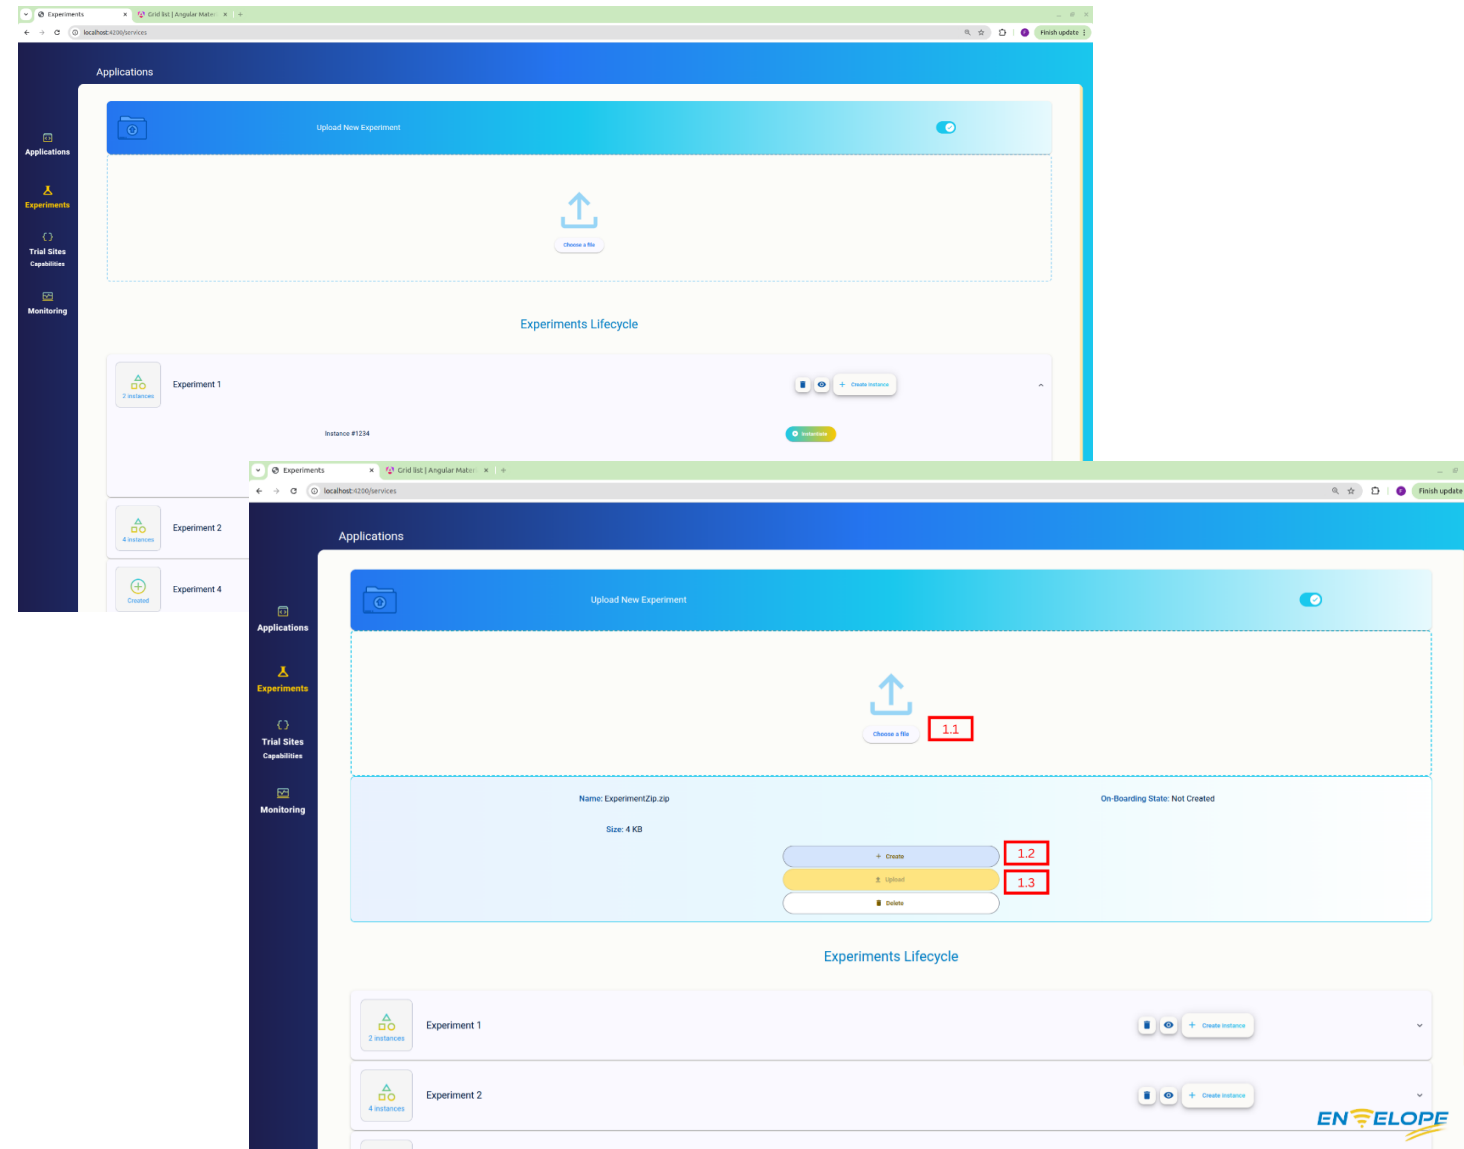 Experiments
Grid list | Angular Mater
localhost:4200/services
Finish update
Applications
Upload New Experiment
Applications
Experiments
Trial Sites
Capabilities
Monitoring
Choose a file
Experiments Lifecycle
2 instances
Experiment 1
Create instance
Instance #1234
Instantiate
4 instances
Experiment 2
Created
Experiment 4
Experiments
Grid list | Angular Mater
localhost:4200/services
Finish update
Applications
Upload New Experiment
Applications
Experiments
Trial Sites
Capabilities
Monitoring
Choose a file
1.1
Name: ExperimentZip.zip
On-Boarding State: Not Created
Size: 4 KB
Create
1.2
Upload
1.3
Delete
Experiments Lifecycle
2 instances
Experiment 1
Create instance
4 instances
Experiment 2
Create instance
ENVELOPE